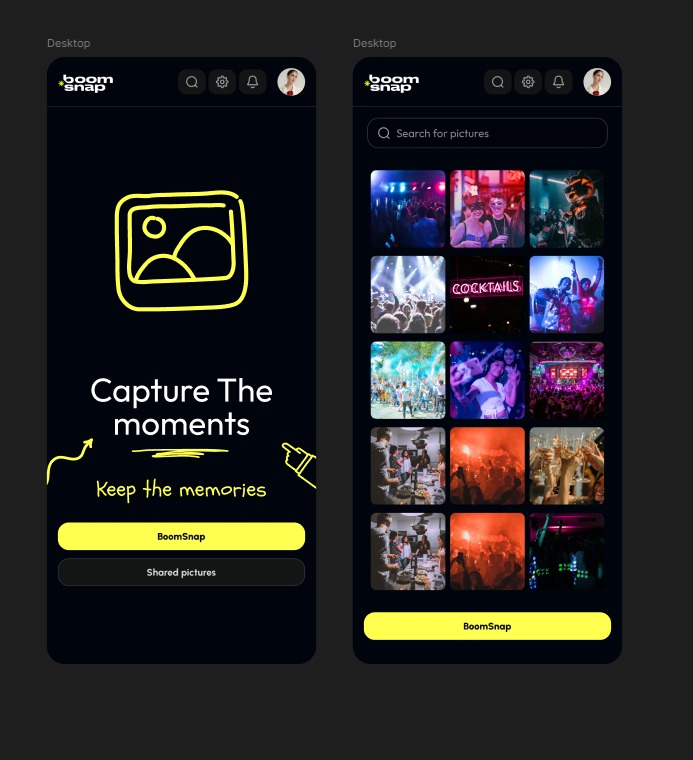 Desktop
boom
snap
Capture The
moments
Keep the memories
BoomSnap
Shared pictures
Desktop
boom
snap
Search for pictures
COCKTAILS
BoomSnap